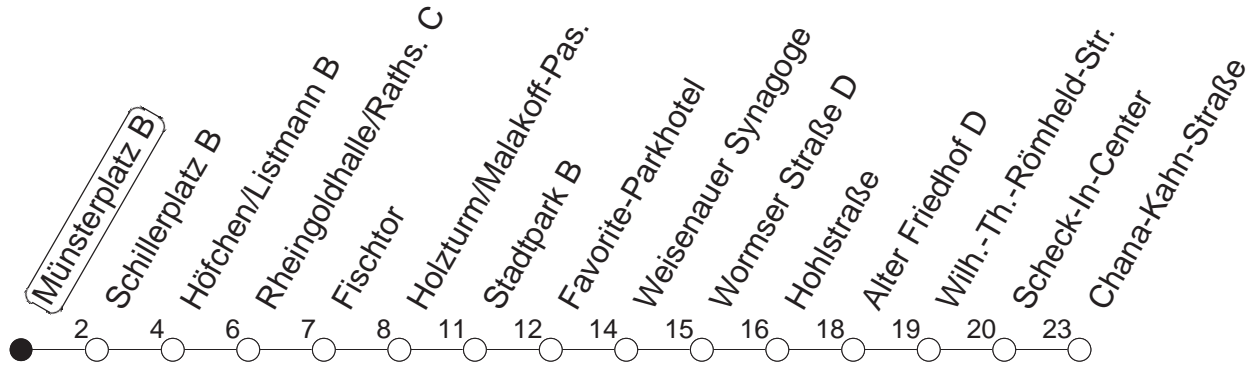 Münsterplatz B
Schillerplatz B
Höfchen/Listmann B
Rheingoldhalle/Raths. C
Fischtor
Holzturm/Malakoff-Pas.
Stadtpark B
Favorite-Parkhotel
Weisenauer Synagoge
Wormser Straße D
Hohlstraße
Alter Friedhof D
Wilh.-Th.-Römheld-Str.
Scheck-In-Center
Chana-Kahn-Straße
2 4 6 7 8 11 12 14 15 16 18 19 20 23